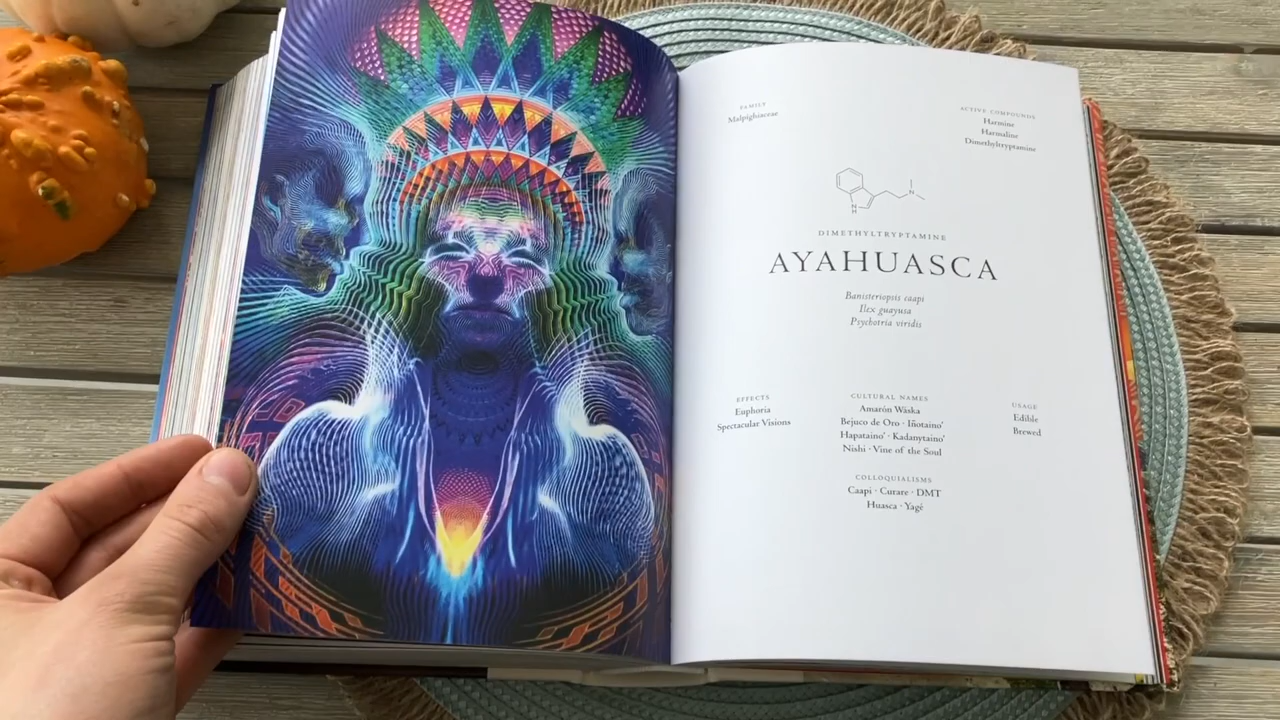 FAMILY
Malpighiaceae
ACTIVE COMPOUNDS
Harmine
Harmaline
Dimethyltryptamine
N
NH
DIMETHYLTRYPTAMINE
AYAHUASCA
Banisteriopsis caapi
Ilex guayusa
Psychotria viridis
EFFECTS
Euphoria
Spectacular Visions
CULTURAL NAMES
Amarón Wáska
Bejuco de Oro · Iñotaino'
Hapataino' · Kadanytaino'
Nishi · Vine of the Soul
USAGE
Edible
Brewed
COLLOQUIALISMS
Caapi · Curare · DMT
Huasca · Yagé